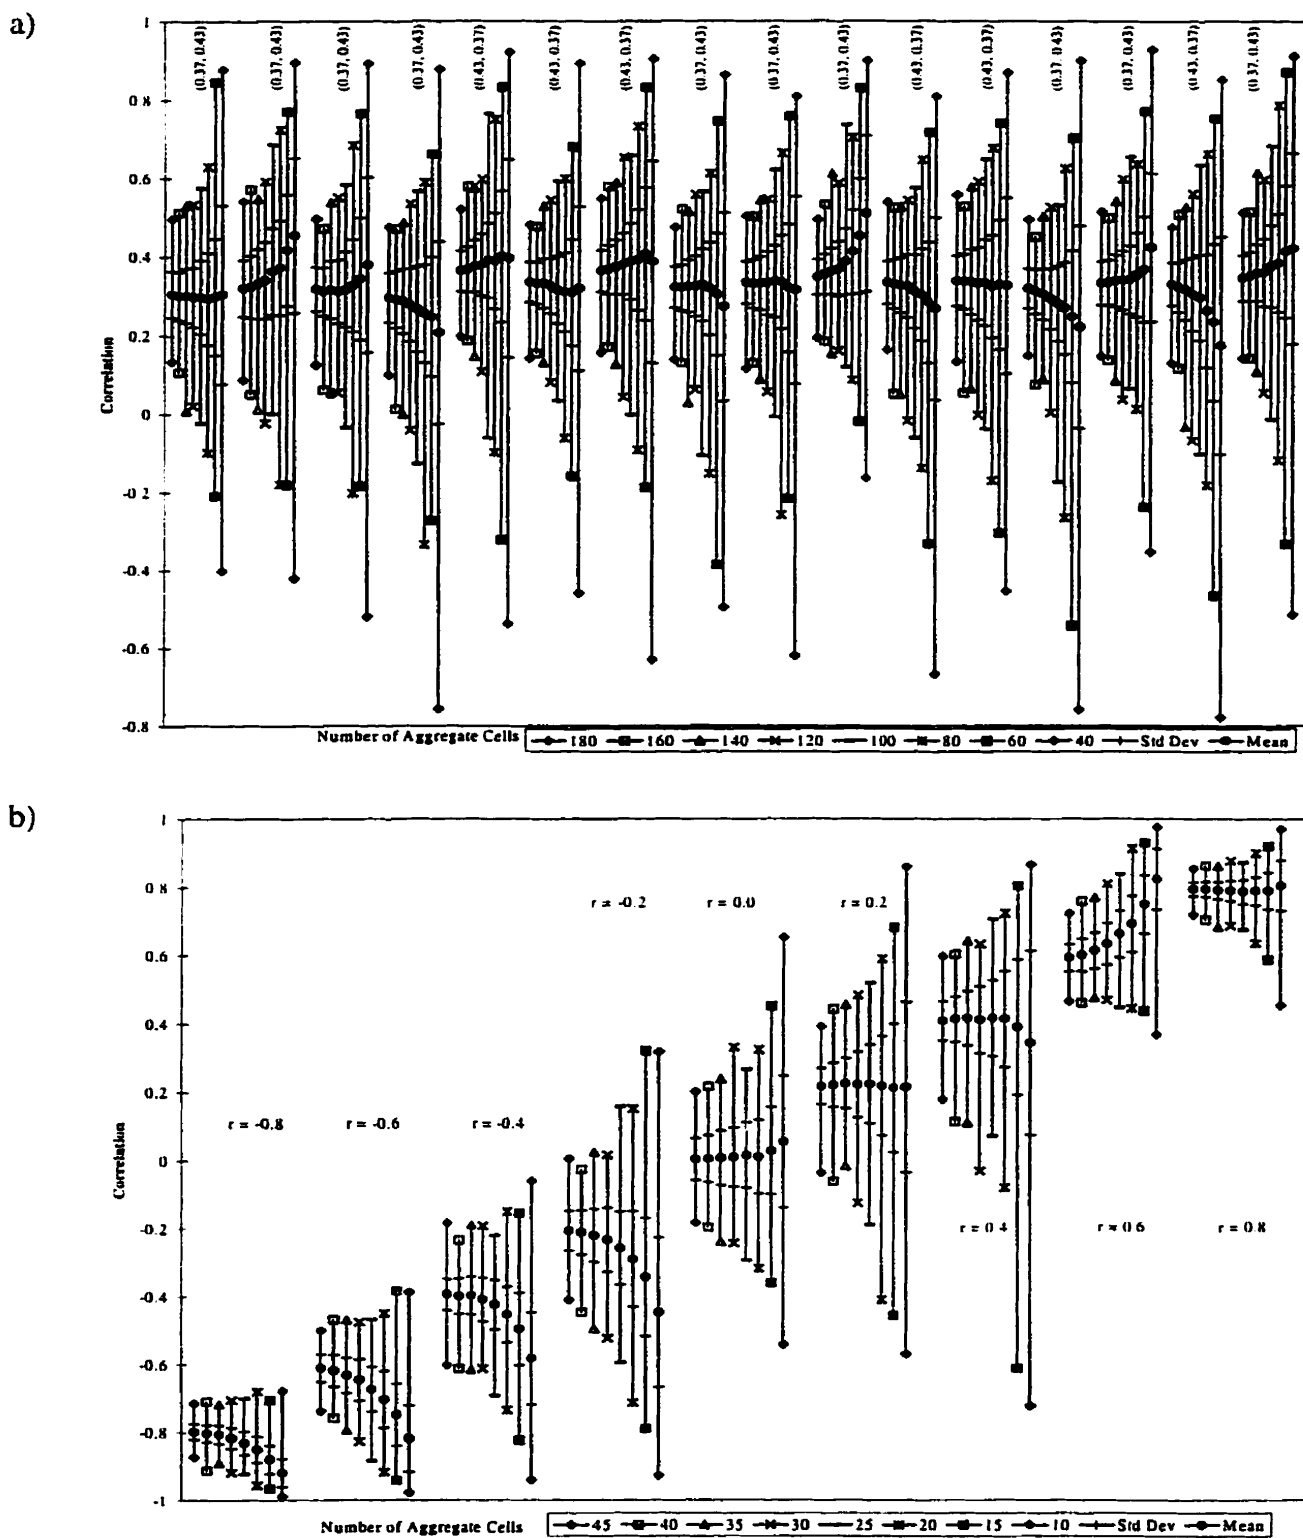 a)
1
(0.37, 0.43) (0.37, 0.43) (0.37, 0.43) (0.37, 0.43) (0.43, 0.37) (0.43, 0.37) (0.43, 0.37) (0.37, 0.43) (0.37, 0.43) (0.37, 0.43) (0.43, 0.37) (0.43, 0.37) (0.37, 0.43) (0.37, 0.43) (0.43, 0.37) (0.37, 0.43)
0.8
0.6
0.4
0.2
0
-0.2
-0.4
-0.6
-0.8
Correlation
Number of Aggregate Cells 180 160 140 120 100 80 60 40 Std Dev Mean
b)
1
0.8
r = -0.2 r = 0.0 r = 0.2
0.6
0.4
0.2
r = -0.8 r = -0.6 r = -0.4
0
Correlation
-0.2
r = 0.4 r = 0.6 r = 0.8
-0.4
-0.6
-0.8
-1
Number of Aggregate Cells 45 40 35 30 25 20 15 10 Std Dev Mean